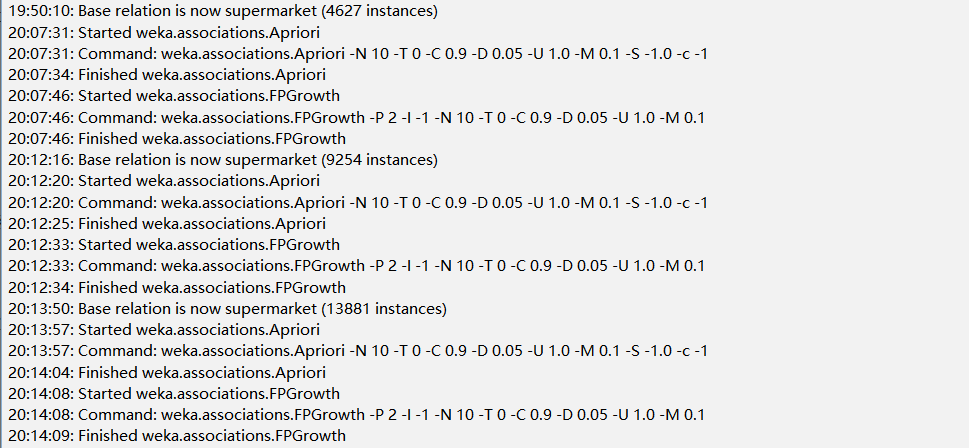 19:50:10: Base relation is now supermarket (4627 instances)
20:07:31: Started weka.associations.Apriori
20:07:31: Command: weka.associations.Apriori -N 10 -T 0 -C 0.9 -D 0.05 -U 1.0 -M 0.1 -S -1.0 -c -1
20:07:34: Finished weka.associations.Apriori
20:07:46: Started weka.associations.FPGrowth
20:07:46: Command: weka.associations.FPGrowth -P 2 -I -1 -N 10 -T 0 -C 0.9 -D 0.05 -U 1.0 -M 0.1
20:07:46: Finished weka.associations.FPGrowth
20:12:16: Base relation is now supermarket (9254 instances)
20:12:20: Started weka.associations.Apriori
20:12:20: Command: weka.associations.Apriori -N 10 -T 0 -C 0.9 -D 0.05 -U 1.0 -M 0.1 -S -1.0 -c -1
20:12:25: Finished weka.associations.Apriori
20:12:33: Started weka.associations.FPGrowth
20:12:33: Command: weka.associations.FPGrowth -P 2 -I -1 -N 10 -T 0 -C 0.9 -D 0.05 -U 1.0 -M 0.1
20:12:34: Finished weka.associations.FPGrowth
20:13:50: Base relation is now supermarket (13881 instances)
20:13:57: Started weka.associations.Apriori
20:13:57: Command: weka.associations.Apriori -N 10 -T 0 -C 0.9 -D 0.05 -U 1.0 -M 0.1 -S -1.0 -c -1
20:14:04: Finished weka.associations.Apriori
20:14:08: Started weka.associations.FPGrowth
20:14:08: Command: weka.associations.FPGrowth -P 2 -I -1 -N 10 -T 0 -C 0.9 -D 0.05 -U 1.0 -M 0.1
20:14:09: Finished weka.associations.FPGrowth